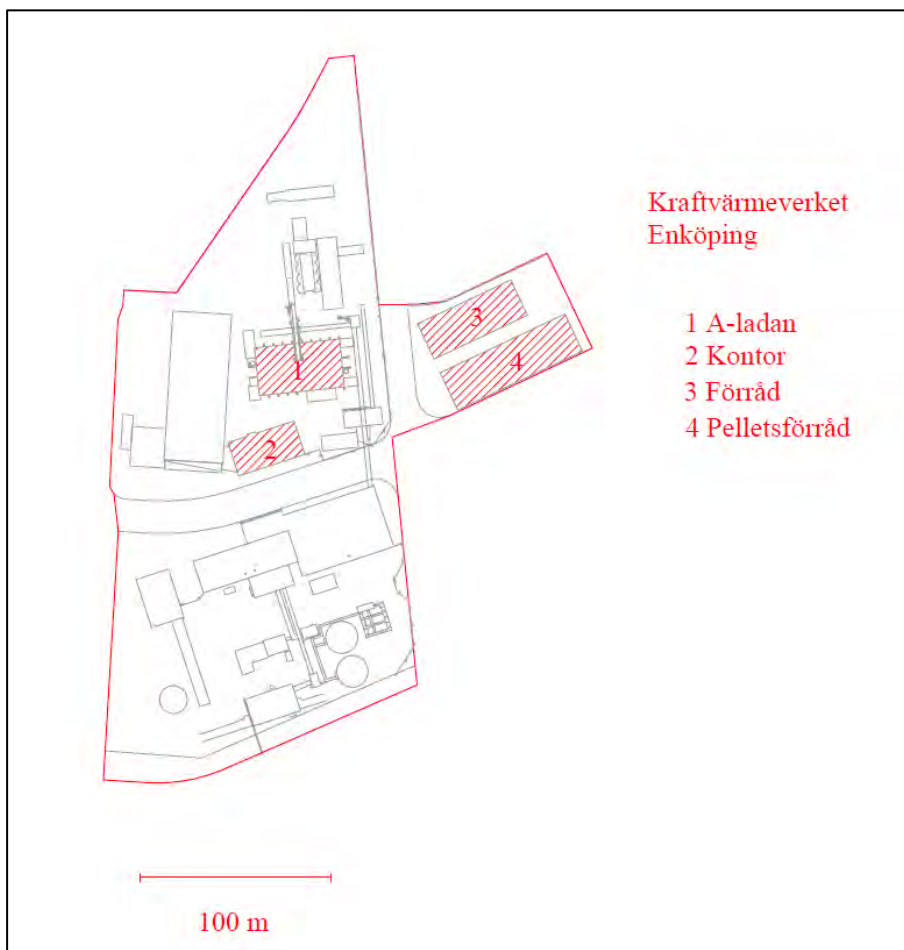 Kraftvärmeverket
Enköping
1 A-ladan
2 Kontor
3 Förråd
4 Pelletsförråd
3
4
1
2
100 m